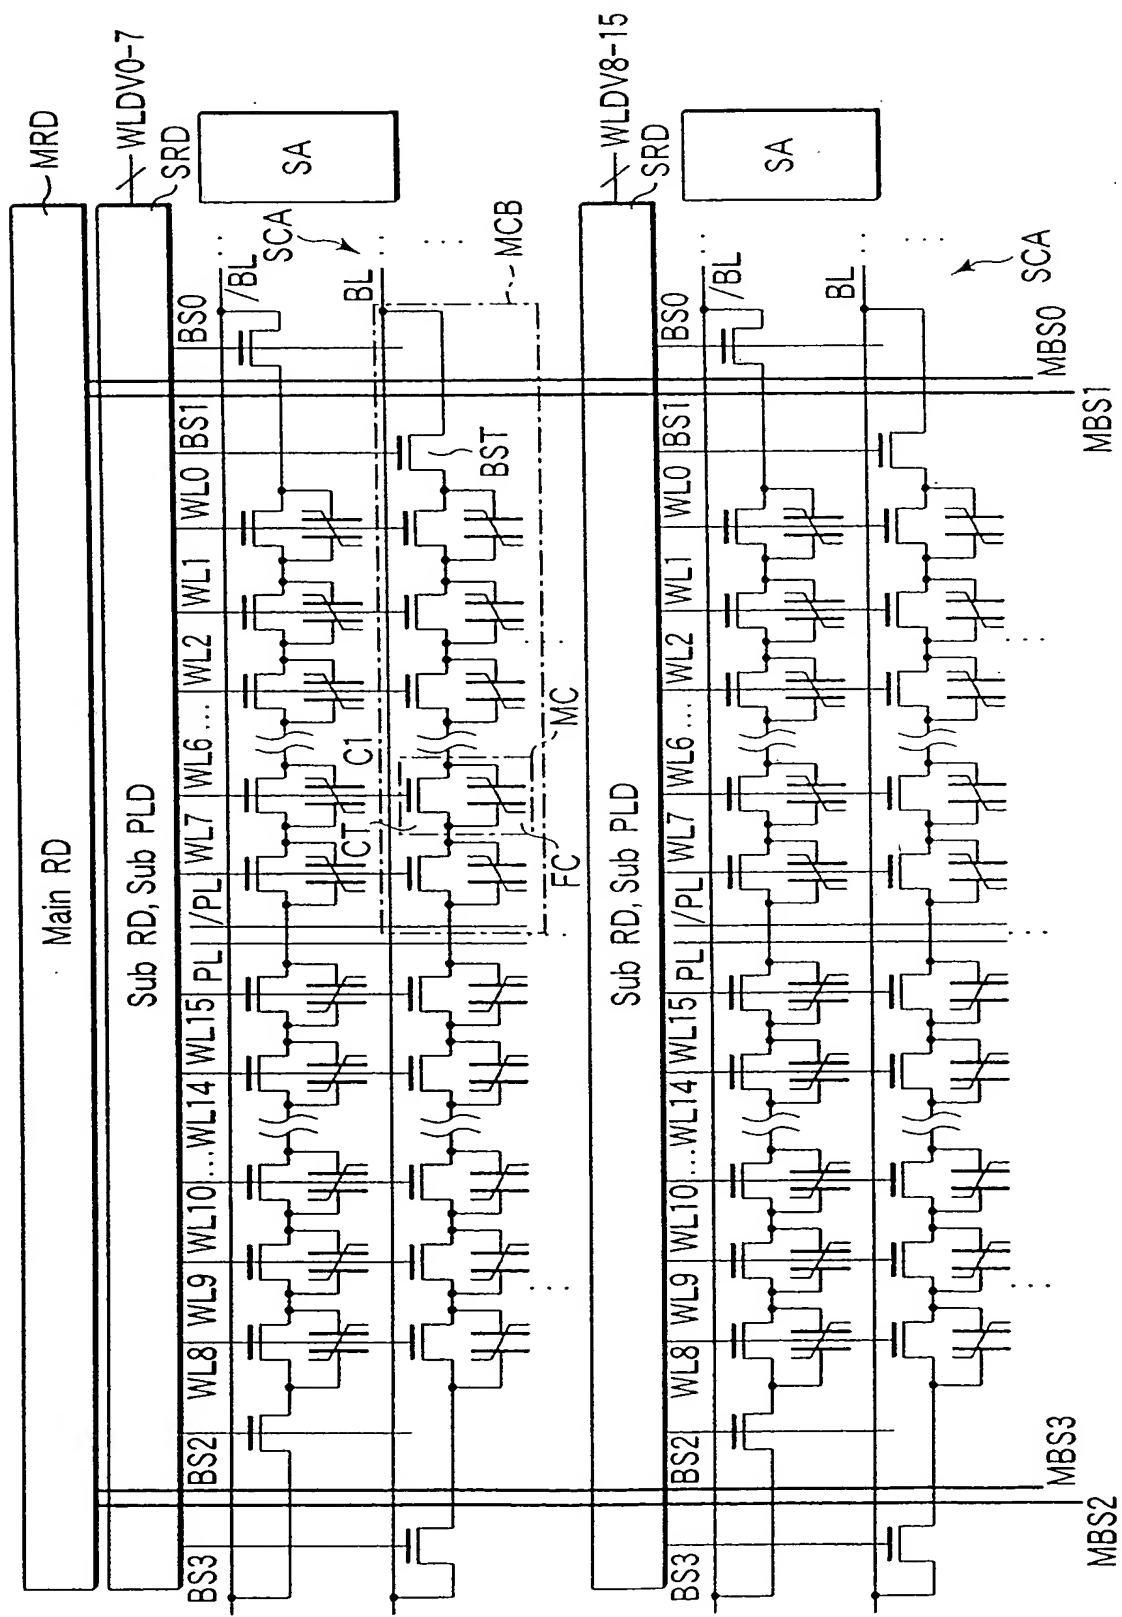 MRD
Main RD
WLDV0-7
SRD
Sub RD, Sub PLD
SA
BS3 BS2 WL8 WL9 WL10 ... WL14 WL15 PL /PL WL7 WL6 .... WL2 WL1 WL0 BS1 BS0
/BL
SCA
BL
C1
CT
BST
MCB
FC
MC
WLDV8-15
SRD
Sub RD, Sub PLD
SA
BS3 BS2 WL8 WL9 WL10 ... WL14 WL15 PL /PL WL7 WL6 .... WL2 WL1 WL0 BS1 BS0
/BL
BL
SCA
MBS0
MBS1
MBS3
MBS2